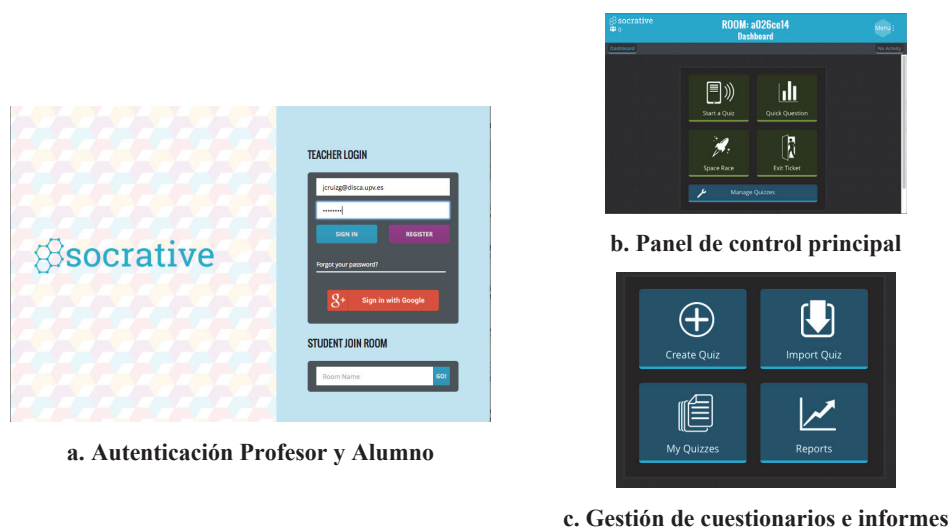 socrative
TEACHER LOGIN
jcruizg@disca.upv.es
••••••••
SIGN IN
REGISTER
Forgot your password?
8+ Sign in with Google
STUDENT JOIN ROOM
Room Name
GO!
a. Autenticación Profesor y Alumno
socrative
0
ROOM: a026ce14
Dashboard
Menu
Dashboard
No Activity
Start a Quiz
Quick Question
Space Race
Exit Ticket
Manage Quizzes
b. Panel de control principal
Create Quiz
Import Quiz
My Quizzes
Reports
c. Gestión de cuestionarios e informes